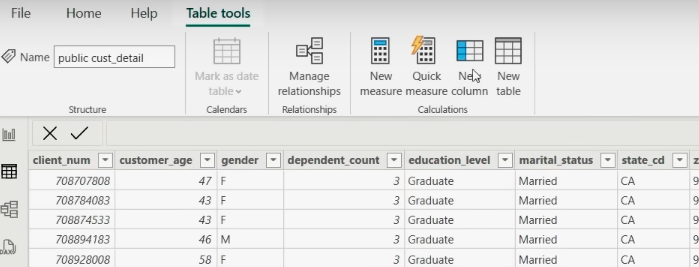 File Home Help Table tools
Name public cust_detail
Mark as date table
Manage relationships
New measure
Quick measure
New column
New table
Structure Calendars Relationships Calculations
client_num customer_age gender dependent_count education_level marital_status state_cd z
708707808 47 F 3 Graduate Married CA 9
708784083 43 F 3 Graduate Married CA 9
708874533 43 F 3 Graduate Married CA 9
708894183 46 M 3 Graduate Married CA 9
708928008 58 F 3 Graduate Married CA 9
DAX